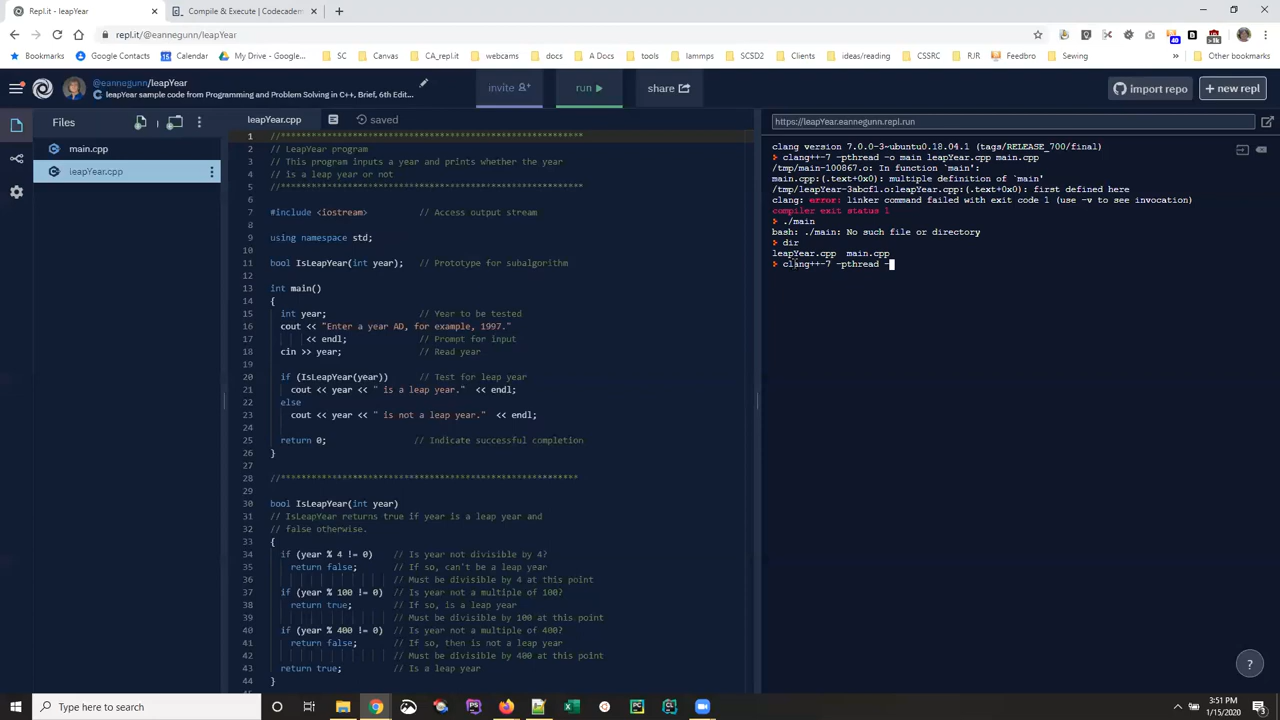 Repl.it - leapYear
Compile & Execute | Codecadem
repl.it/@eannegunn/leapYear
Bookmarks Google Contacts Calendar My Drive - Google... SC Canvas CA_repl.it webcams docs A Docs tools lammps SCSD2 Clients ideas/reading CSSRC RJR Feedbro Sewing Other bookmarks
@eannegunn/leapYear
leapYear sample code from Programming and Problem Solving in C++, Brief, 6th Edit...
invite
run
share
import repo
new repl
Files
main.cpp
leapYear.cpp
leapYear.cpp
saved
1 //************************************************************
2 // LeapYear program
3 // This program inputs a year and prints whether the year
4 // is a leap year or not
5 //************************************************************
6
7 #include <iostream> // Access output stream
8
9 using namespace std;
10
11 bool IsLeapYear(int year); // Prototype for subalgorithm
12
13 int main()
14 {
15 int year; // Year to be tested
16 cout << "Enter a year AD, for example, 1997."
17 << endl; // Prompt for input
18 cin >> year; // Read year
19
20 if (IsLeapYear(year)) // Test for leap year
21 cout << year << " is a leap year." << endl;
22 else
23 cout << year << " is not a leap year." << endl;
24
25 return 0; // Indicate successful completion
26 }
27
28 //***********************************************************
29
30 bool IsLeapYear(int year)
31 // IsLeapYear returns true if year is a leap year and
32 // false otherwise.
33 {
34 if (year % 4 != 0) // Is year not divisible by 4?
35 return false; // If so, can't be a leap year
36 // Must be divisible by 4 at this point
37 if (year % 100 != 0) // Is year not a multiple of 100?
38 return true; // If so, is a leap year
39 // Must be divisible by 100 at this point
40 if (year % 400 != 0) // Is year not a multiple of 400?
41 return false; // If so, then is not a leap year
42 // Must be divisible by 400 at this point
43 return true; // Is a leap year
44 }
https://leapYear.eannegunn.repl.run
clang version 7.0.0-3~ubuntu0.18.04.1 (tags/RELEASE_700/final)
> clang++-7 -pthread -o main leapYear.cpp main.cpp
/tmp/main-100867.o: In function `main':
main.cpp:(.text+0x0): multiple definition of `main'
/tmp/leapYear-3abcf1.o:leapYear.cpp:(.text+0x0): first defined here
clang: error: linker command failed with exit code 1 (use -v to see invocation)
compiler exit status 1
> ./main
bash: ./main: No such file or directory
> dir
leapYear.cpp main.cpp
> clang++-7 -pthread -
?
Type here to search
3:51 PM
1/15/2020